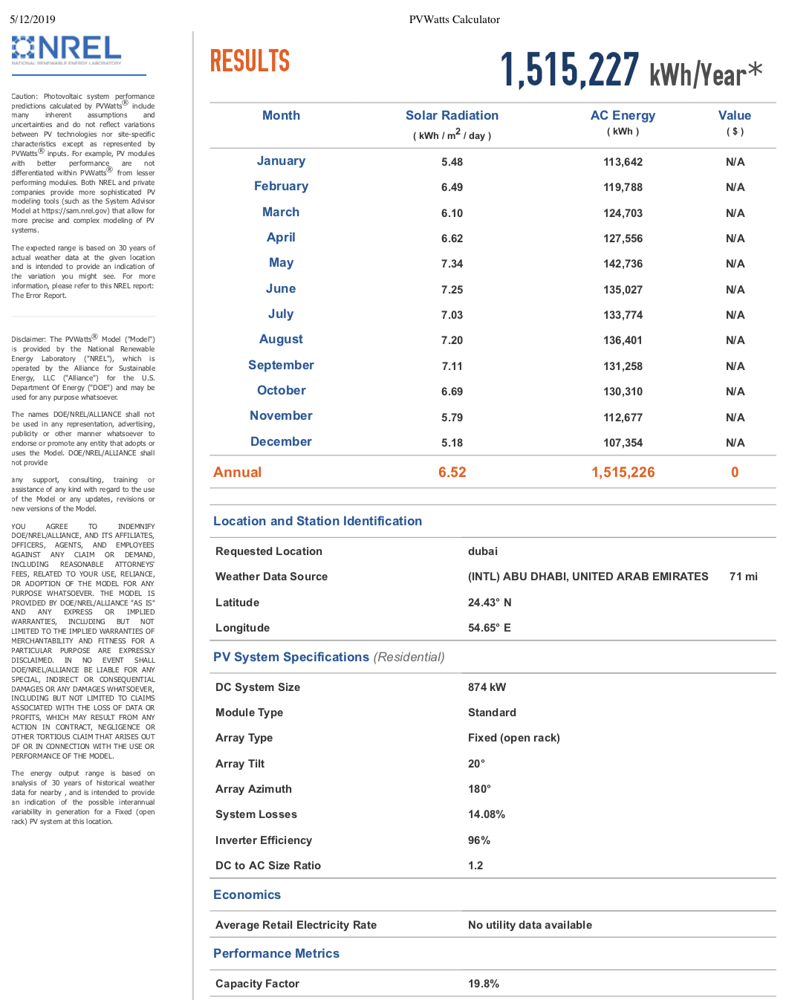 5/12/2019 PVWatts Calculator
NREL
NATIONAL RENEWABLE ENERGY LABORATORY
Caution: Photovoltaic system performance
predictions calculated by PVWatts® include
many inherent assumptions and
uncertainties and do not reflect variations
between PV technologies nor site-specific
characteristics except as represented by
PVWatts® inputs. For example, PV modules
with better performance are not
differentiated within PVWatts® from lesser
performing modules. Both NREL and private
companies provide more sophisticated PV
modeling tools (such as the System Advisor
Model at https://sam.nrel.gov) that allow for
more precise and complex modeling of PV
systems.
The expected range is based on 30 years of
actual weather data at the given location
and is intended to provide an indication of
the variation you might see. For more
information, please refer to this NREL report:
The Error Report.
Disclaimer: The PVWatts® Model ("Model")
is provided by the National Renewable
Energy Laboratory ("NREL"), which is
operated by the Alliance for Sustainable
Energy, LLC ("Alliance") for the U.S.
Department Of Energy ("DOE") and may be
used for any purpose whatsoever.
The names DOE/NREL/ALLIANCE shall not
be used in any representation, advertising,
publicity or other manner whatsoever to
endorse or promote any entity that adopts or
uses the Model. DOE/NREL/ALLIANCE shall
not provide
any support, consulting, training or
assistance of any kind with regard to the use
of the Model or any updates, revisions or
new versions of the Model.
YOU AGREE TO INDEMNIFY
DOE/NREL/ALLIANCE, AND ITS AFFILIATES,
OFFICERS, AGENTS, AND EMPLOYEES
AGAINST ANY CLAIM OR DEMAND,
INCLUDING REASONABLE ATTORNEYS'
FEES, RELATED TO YOUR USE, RELIANCE,
OR ADOPTION OF THE MODEL FOR ANY
PURPOSE WHATSOEVER. THE MODEL IS
PROVIDED BY DOE/NREL/ALLIANCE "AS IS"
AND ANY EXPRESS OR IMPLIED
WARRANTIES, INCLUDING BUT NOT
LIMITED TO THE IMPLIED WARRANTIES OF
MERCHANTABILITY AND FITNESS FOR A
PARTICULAR PURPOSE ARE EXPRESSLY
DISCLAIMED. IN NO EVENT SHALL
DOE/NREL/ALLIANCE BE LIABLE FOR ANY
SPECIAL, INDIRECT OR CONSEQUENTIAL
DAMAGES OR ANY DAMAGES WHATSOEVER,
INCLUDING BUT NOT LIMITED TO CLAIMS
ASSOCIATED WITH THE LOSS OF DATA OR
PROFITS, WHICH MAY RESULT FROM ANY
ACTION IN CONTRACT, NEGLIGENCE OR
OTHER TORTIOUS CLAIM THAT ARISES OUT
OF OR IN CONNECTION WITH THE USE OR
PERFORMANCE OF THE MODEL.
The energy output range is based on
analysis of 30 years of historical weather
data for nearby , and is intended to provide
an indication of the possible interannual
variability in generation for a Fixed (open
rack) PV system at this location.
RESULTS 1,515,227 kWh/Year*
Month Solar Radiation AC Energy Value
( kWh / m2 / day ) ( kWh ) ( $ )
January 5.48 113,642 N/A
February 6.49 119,788 N/A
March 6.10 124,703 N/A
April 6.62 127,556 N/A
May 7.34 142,736 N/A
June 7.25 135,027 N/A
July 7.03 133,774 N/A
August 7.20 136,401 N/A
September 7.11 131,258 N/A
October 6.69 130,310 N/A
November 5.79 112,677 N/A
December 5.18 107,354 N/A
Annual 6.52 1,515,226 0
Location and Station Identification
Requested Location dubai
Weather Data Source (INTL) ABU DHABI, UNITED ARAB EMIRATES 71 mi
Latitude 24.43° N
Longitude 54.65° E
PV System Specifications (Residential)
DC System Size 874 kW
Module Type Standard
Array Type Fixed (open rack)
Array Tilt 20°
Array Azimuth 180°
System Losses 14.08%
Inverter Efficiency 96%
DC to AC Size Ratio 1.2
Economics
Average Retail Electricity Rate No utility data available
Performance Metrics
Capacity Factor 19.8%